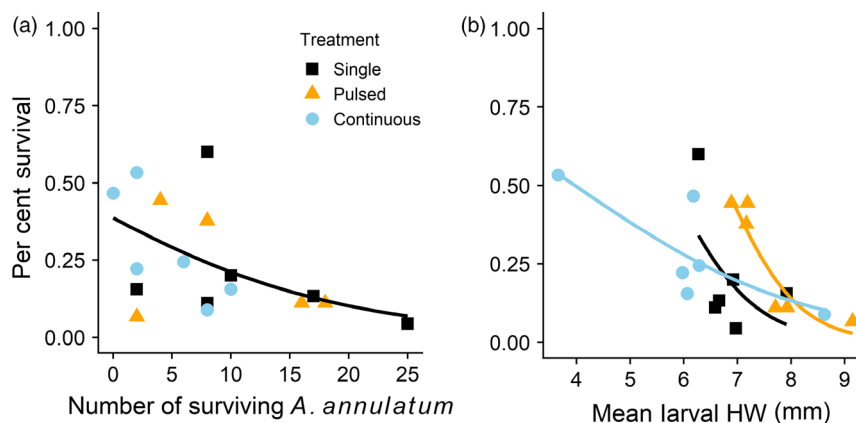 (a)
1.00
0.75
0.50
0.25
0.00
Per cent survival
0 5 10 15 20 25
Number of surviving A. annulatum
Treatment
Single
Pulsed
Continuous
(b)
1.00
0.75
0.50
0.25
0.00
4 5 6 7 8 9
Mean larval HW (mm)